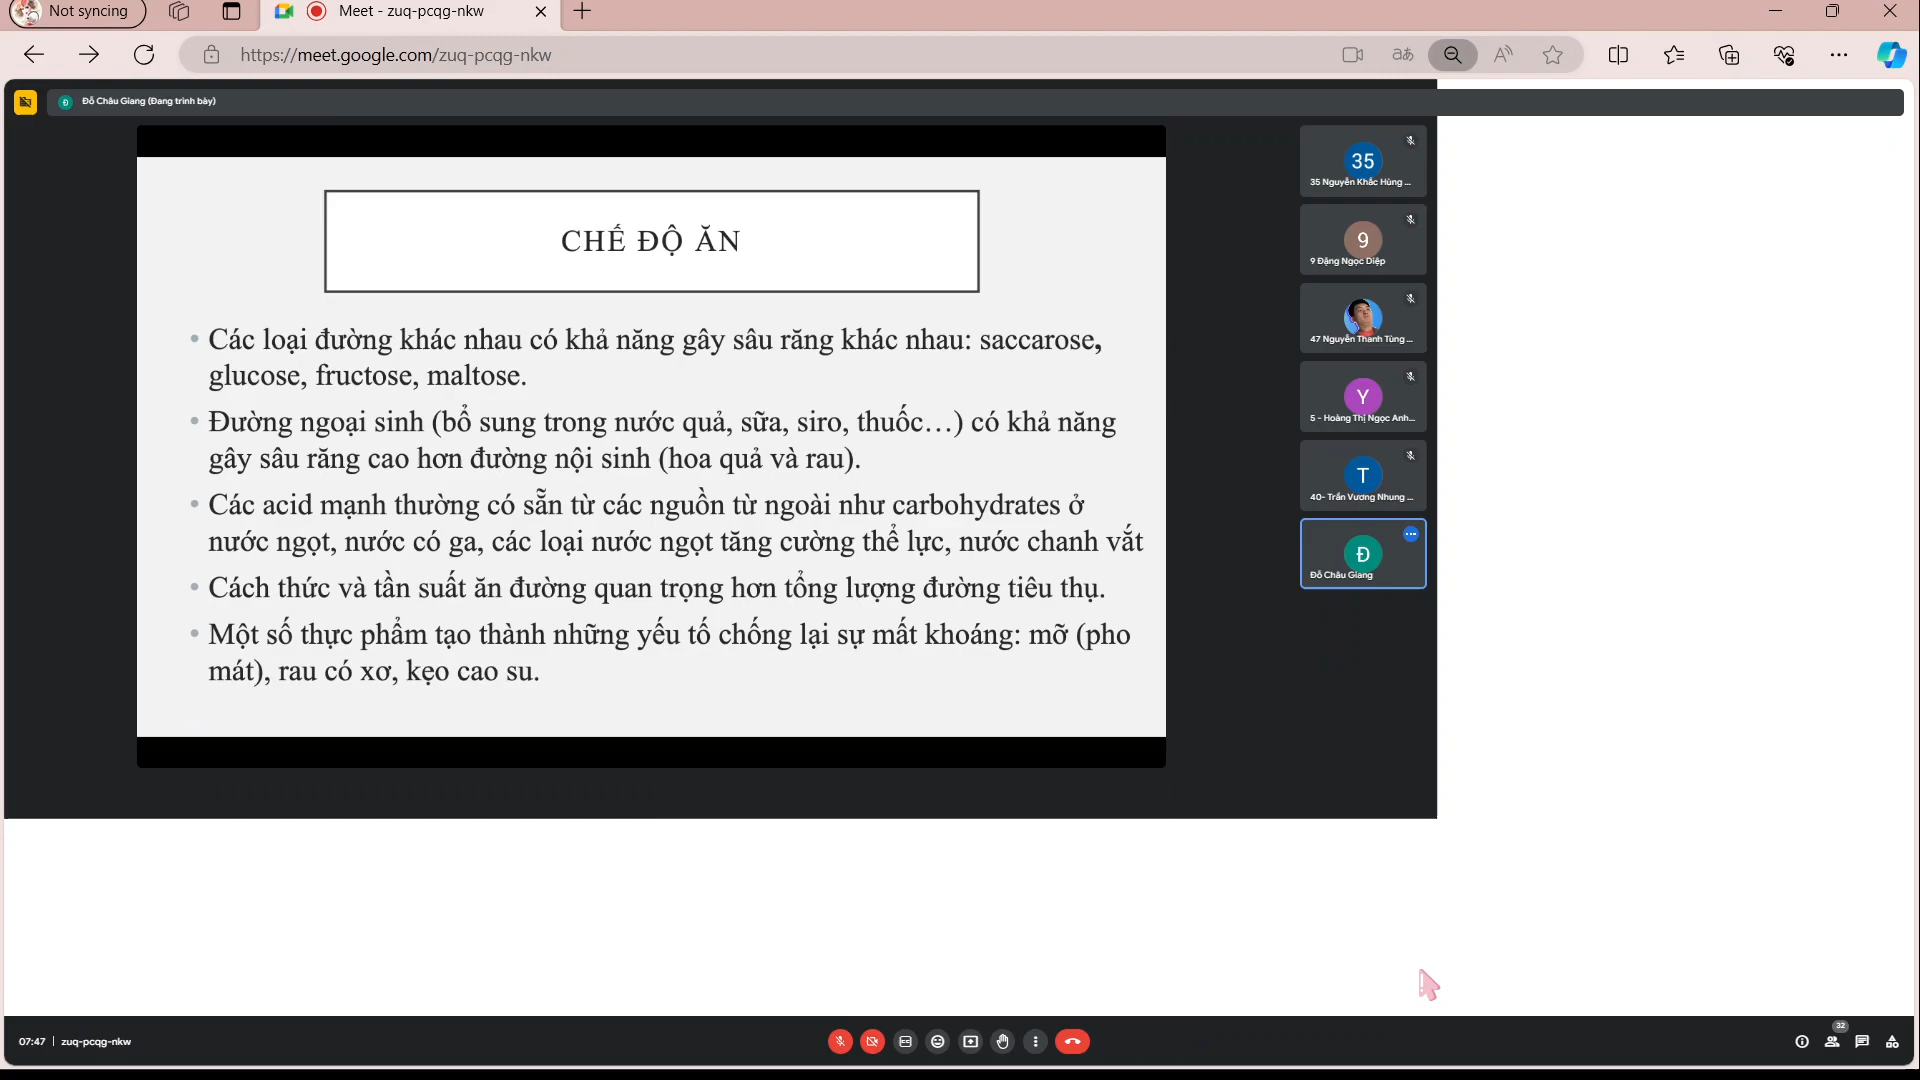 Not syncing
Meet - zuq-pcqg-nkw
https://meet.google.com/zuq-pcqg-nkw
Đ
Đỗ Châu Giang (Đang trình bày)
CHẾ ĐỘ ĂN
• Các loại đường khác nhau có khả năng gây sâu răng khác nhau: saccarose,
glucose, fructose, maltose.
• Đường ngoại sinh (bổ sung trong nước quả, sữa, siro, thuốc…) có khả năng
gây sâu răng cao hơn đường nội sinh (hoa quả và rau).
• Các acid mạnh thường có sẵn từ các nguồn từ ngoài như carbohydrates ở
nước ngọt, nước có ga, các loại nước ngọt tăng cường thể lực, nước chanh vắt
• Cách thức và tần suất ăn đường quan trọng hơn tổng lượng đường tiêu thụ.
• Một số thực phẩm tạo thành những yếu tố chống lại sự mất khoáng: mỡ (pho
mát), rau có xơ, kẹo cao su.
35
35 Nguyễn Khắc Hùng ...
9
9 Đặng Ngọc Diệp
47 Nguyễn Thanh Tùng ...
Y
5 - Hoàng Thị Ngọc Anh...
T
40- Trần Vương Nhung ...
Đ
Đỗ Châu Giang
07:47 | zuq-pcqg-nkw
32